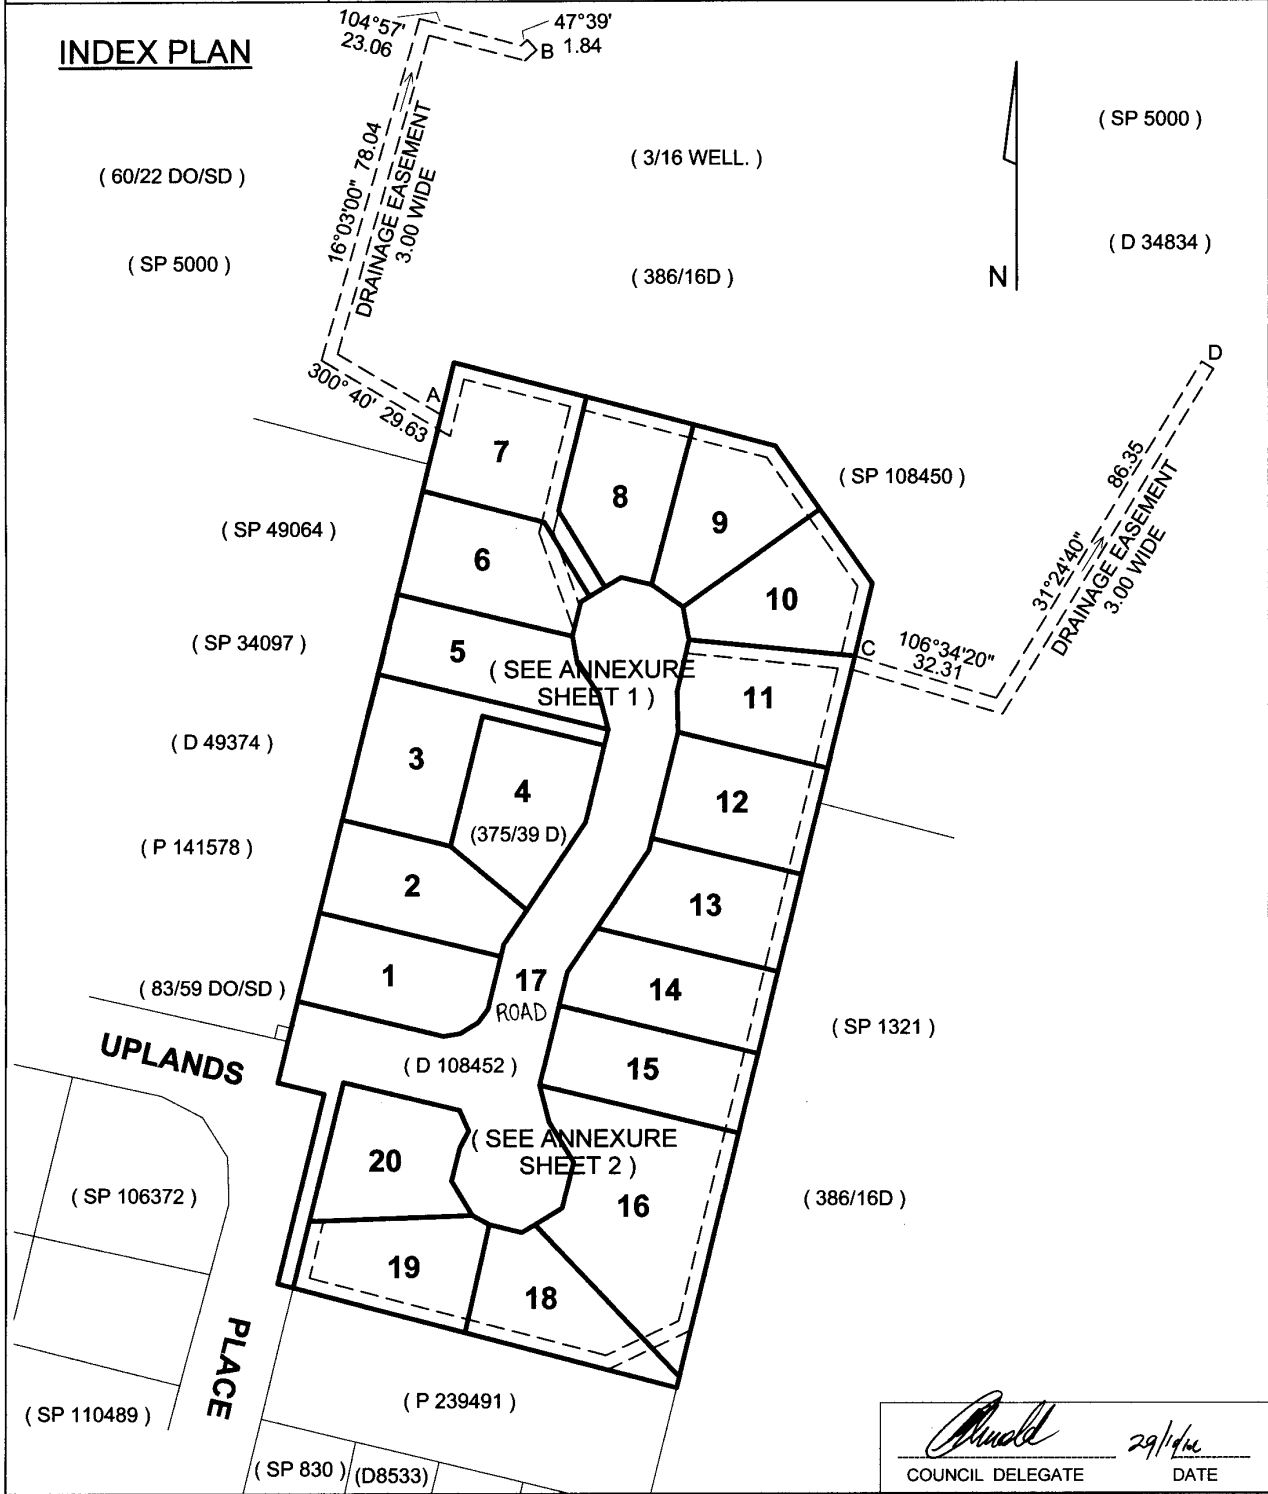 104°57'
23.06
47°39'
1.84
B
INDEX PLAN
( SP 5000 )
( 3/16 WELL. )
( 60/22 DO/SD )
16°03'00" 78.04
DRAINAGE EASEMENT
3.00 WIDE
( SP 5000 )
( D 34834 )
( 386/16D )
N
D
A
300° 40' 29.63
7
8
9
( SP 108450 )
86.35
31°24'40"
DRAINAGE EASEMENT
3.00 WIDE
( SP 49064 )
6
10
( SP 34097 )
5
( SEE ANNEXURE
SHEET 1 )
C
106°34'20"
32.31
11
( D 49374 )
3
4
(375/39 D)
12
( P 141578 )
2
13
( 83/59 DO/SD )
1
17
ROAD
14
( SP 1321 )
UPLANDS
( D 108452 )
15
( SEE ANNEXURE
SHEET 2 )
20
16
( SP 106372 )
( 386/16D )
19
18
PLACE
( P 239491 )
( SP 110489 )
( SP 830 )
(D8533)
COUNCIL DELEGATE
DATE